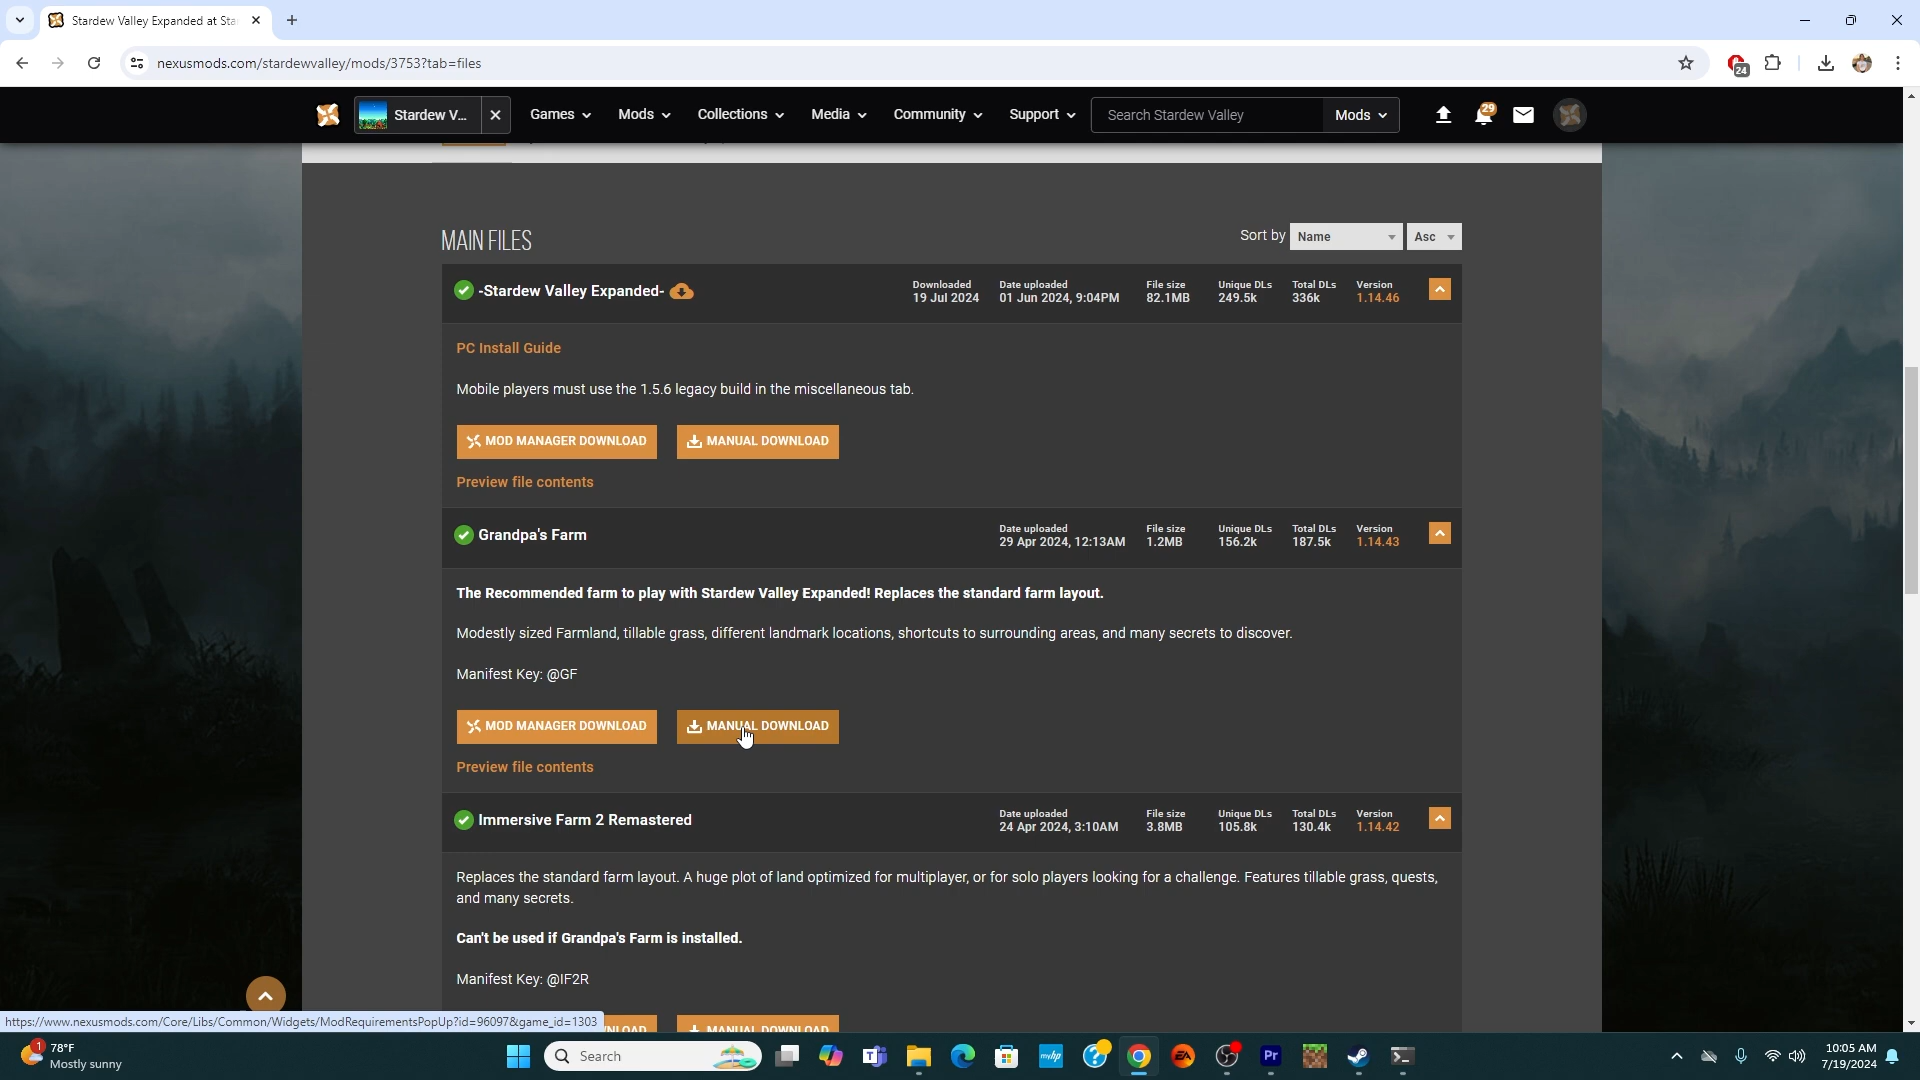 Stardew Valley Expanded at Sta
nexusmods.com/stardewvalley/mods/3753?tab=files
24
Stardew V...
Games
Mods
Collections
Media
Community
Support
Search Stardew Valley
Mods
29
MAIN FILES
Sort by
Name
Asc
-Stardew Valley Expanded-
Downloaded
19 Jul 2024
Date uploaded
01 Jun 2024, 9:04PM
File size
82.1MB
Unique DLs
249.5k
Total DLs
336k
Version
1.14.46
PC Install Guide
Mobile players must use the 1.5.6 legacy build in the miscellaneous tab.
MOD MANAGER DOWNLOAD
MANUAL DOWNLOAD
Preview file contents
Grandpa's Farm
Date uploaded
29 Apr 2024, 12:13AM
File size
1.2MB
Unique DLs
156.2k
Total DLs
187.5k
Version
1.14.43
The Recommended farm to play with Stardew Valley Expanded! Replaces the standard farm layout.
Modestly sized Farmland, tillable grass, different landmark locations, shortcuts to surrounding areas, and many secrets to discover.
Manifest Key: @GF
MOD MANAGER DOWNLOAD
MANUAL DOWNLOAD
Preview file contents
Immersive Farm 2 Remastered
Date uploaded
24 Apr 2024, 3:10AM
File size
3.8MB
Unique DLs
105.8k
Total DLs
130.4k
Version
1.14.42
Replaces the standard farm layout. A huge plot of land optimized for multiplayer, or for solo players looking for a challenge. Features tillable grass, quests,
and many secrets.
Can't be used if Grandpa's Farm is installed.
Manifest Key: @IF2R
MANUAL DOWNLOAD
https://www.nexusmods.com/Core/Libs/Common/Widgets/ModRequirementsPopUp?id=96097&game_id=1303
1
78°F
Mostly sunny
Search
myhp
EA
Pr
10:05 AM
7/19/2024